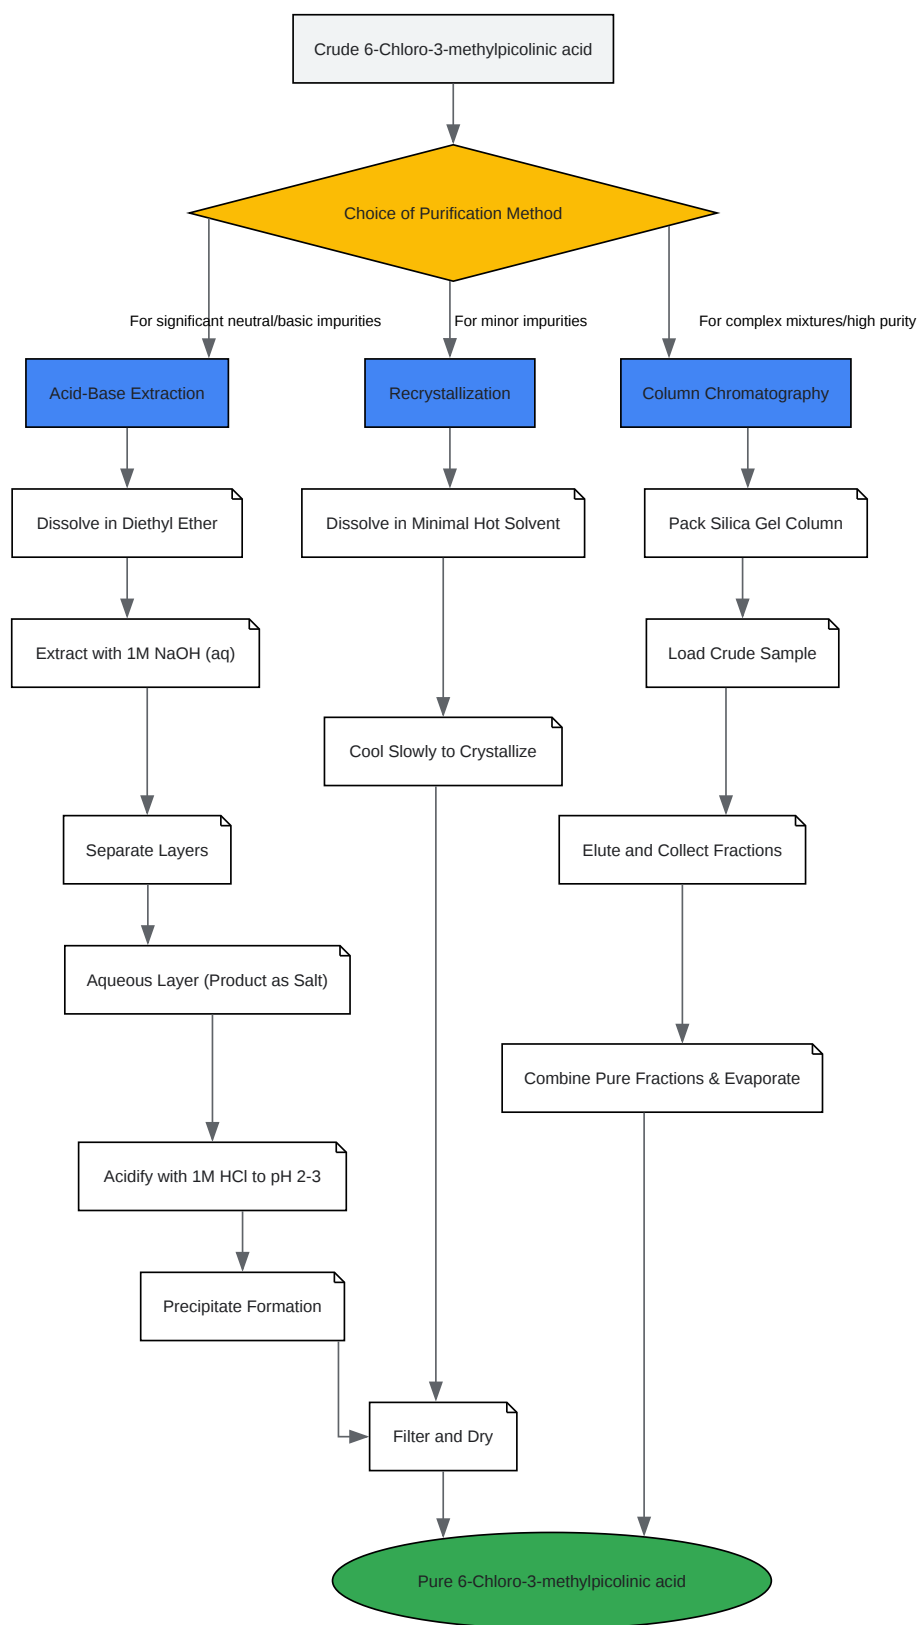 Crude 6-Chloro-3-methylpicolinic acid
Choice of Purification Method
For significant neutral/basic impurities
For minor impurities
For complex mixtures/high purity
Acid-Base Extraction
Recrystallization
Column Chromatography
Dissolve in Diethyl Ether
Dissolve in Minimal Hot Solvent
Pack Silica Gel Column
Extract with 1M NaOH (aq)
Load Crude Sample
Cool Slowly to Crystallize
Separate Layers
Elute and Collect Fractions
Aqueous Layer (Product as Salt)
Combine Pure Fractions & Evaporate
Acidify with 1M HCl to pH 2-3
Precipitate Formation
Filter and Dry
Pure 6-Chloro-3-methylpicolinic acid